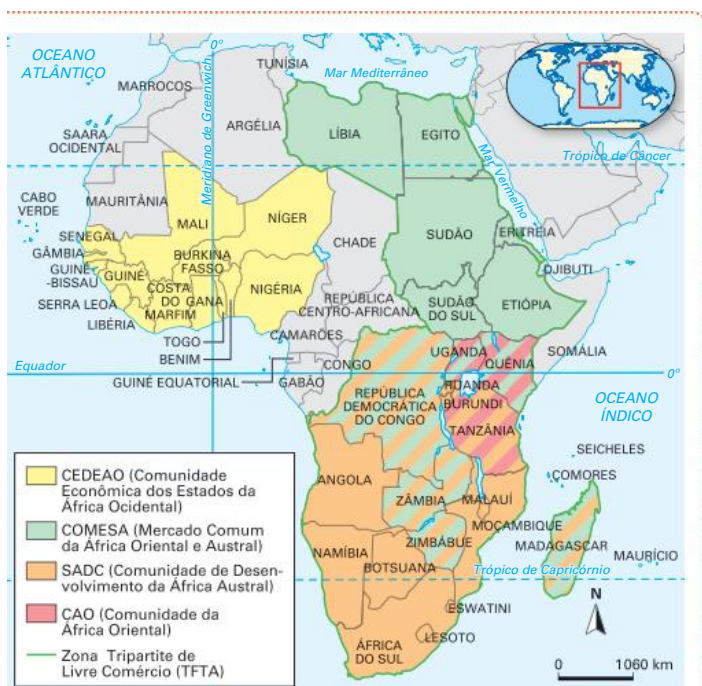 OCEANO
ATLÂNTICO
MARROCOS
SAARA
OCIDENTAL
CABO
VERDE
MAURITÂNIA
Meridiano de Greenwich
0°
TUNÍSIA
Mar Mediterrâneo
ARGÉLIA
LÍBIA
EGITO
Mar Vermelho
Trópico de Câncer
MALI
NÍGER
CHADE
SUDÃO
ERITREIA
DJIBUTI
SENEGAL
GÂMBIA
GUINÉ
-BISSAU
GUINÉ
SERRA LEOA
LIBÉRIA
BURKINA
FASSO
COSTA
DO
MARFIM
GANA
NIGÉRIA
TOGO
BENIM
REPÚBLICA
CENTRO-AFRICANA
CAMARÕES
SUDÃO
DO SUL
ETIÓPIA
Equador
GUINÉ EQUATORIAL
GABÃO
CONGO
UGANDA
QUÊNIA
SOMÁLIA
0°
REPÚBLICA
DEMOCRÁTICA
DO CONGO
RUANDA
BURUNDI
TANZÂNIA
OCEANO
ÍNDICO
SEICHELES
COMORES
ANGOLA
ZÂMBIA
MALAUÍ
MOÇAMBIQUE
ZIMBÁBUE
MADAGASCAR
MAURÍCIO
NAMÍBIA
BOTSUANA
Trópico de Capricórnio
ESWATINI
LESOTO
ÁFRICA
DO SUL
N
0 1060 km
CEDEAO (Comunidade
Econômica dos Estados da
África Ocidental)
COMESA (Mercado Comum
da África Oriental e Austral)
SADC (Comunidade de Desen-
volvimento da África Austral)
CAO (Comunidade da
África Oriental)
Zona Tripartite de
Livre Comércio (TFTA)